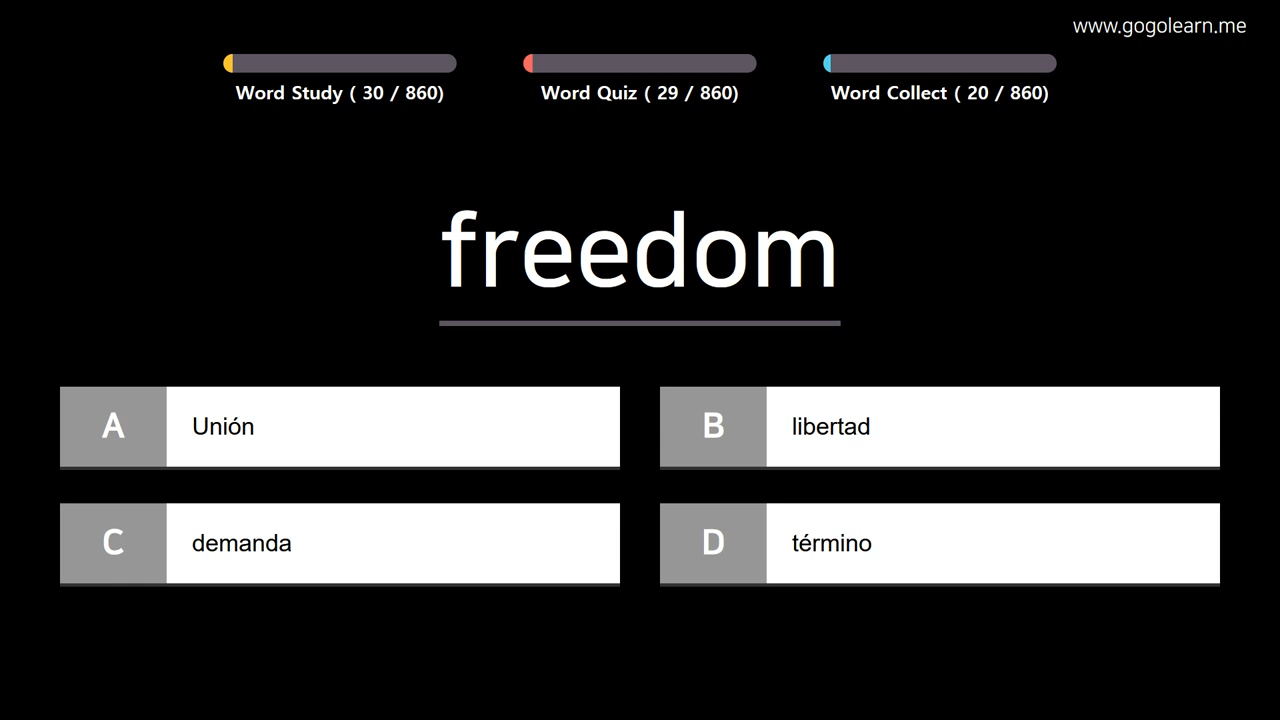 www.gogolearn.me
Word Study ( 30 / 860)
Word Quiz ( 29 / 860)
Word Collect ( 20 / 860)
freedom
A
Unión
B
libertad
C
demanda
D
término